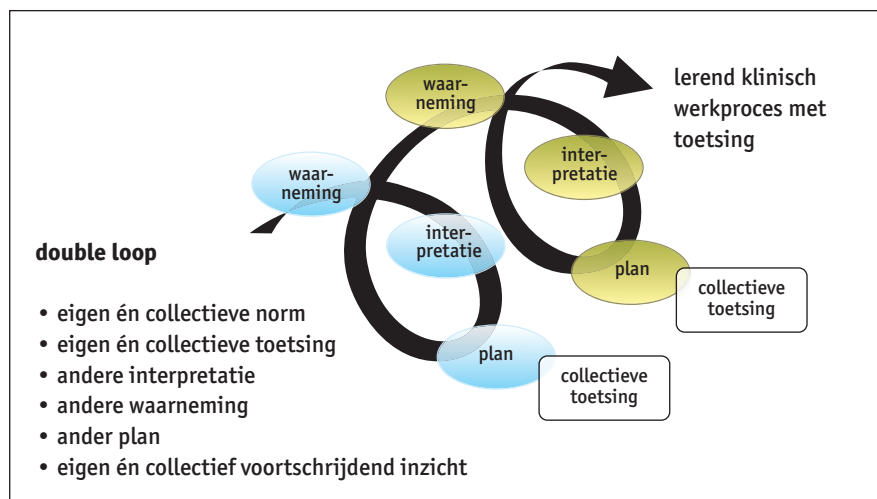 waar-
neming
inter-
pretatie
plan
collectieve
toetsing
waar-
neming
inter-
pretatie
plan
collectieve
toetsing
lerend klinisch
werkproces met
toetsing
double loop
• eigen én collectieve norm
• eigen én collectieve toetsing
• andere interpretatie
• andere waarneming
• ander plan
• eigen én collectief voortschrijdend inzicht